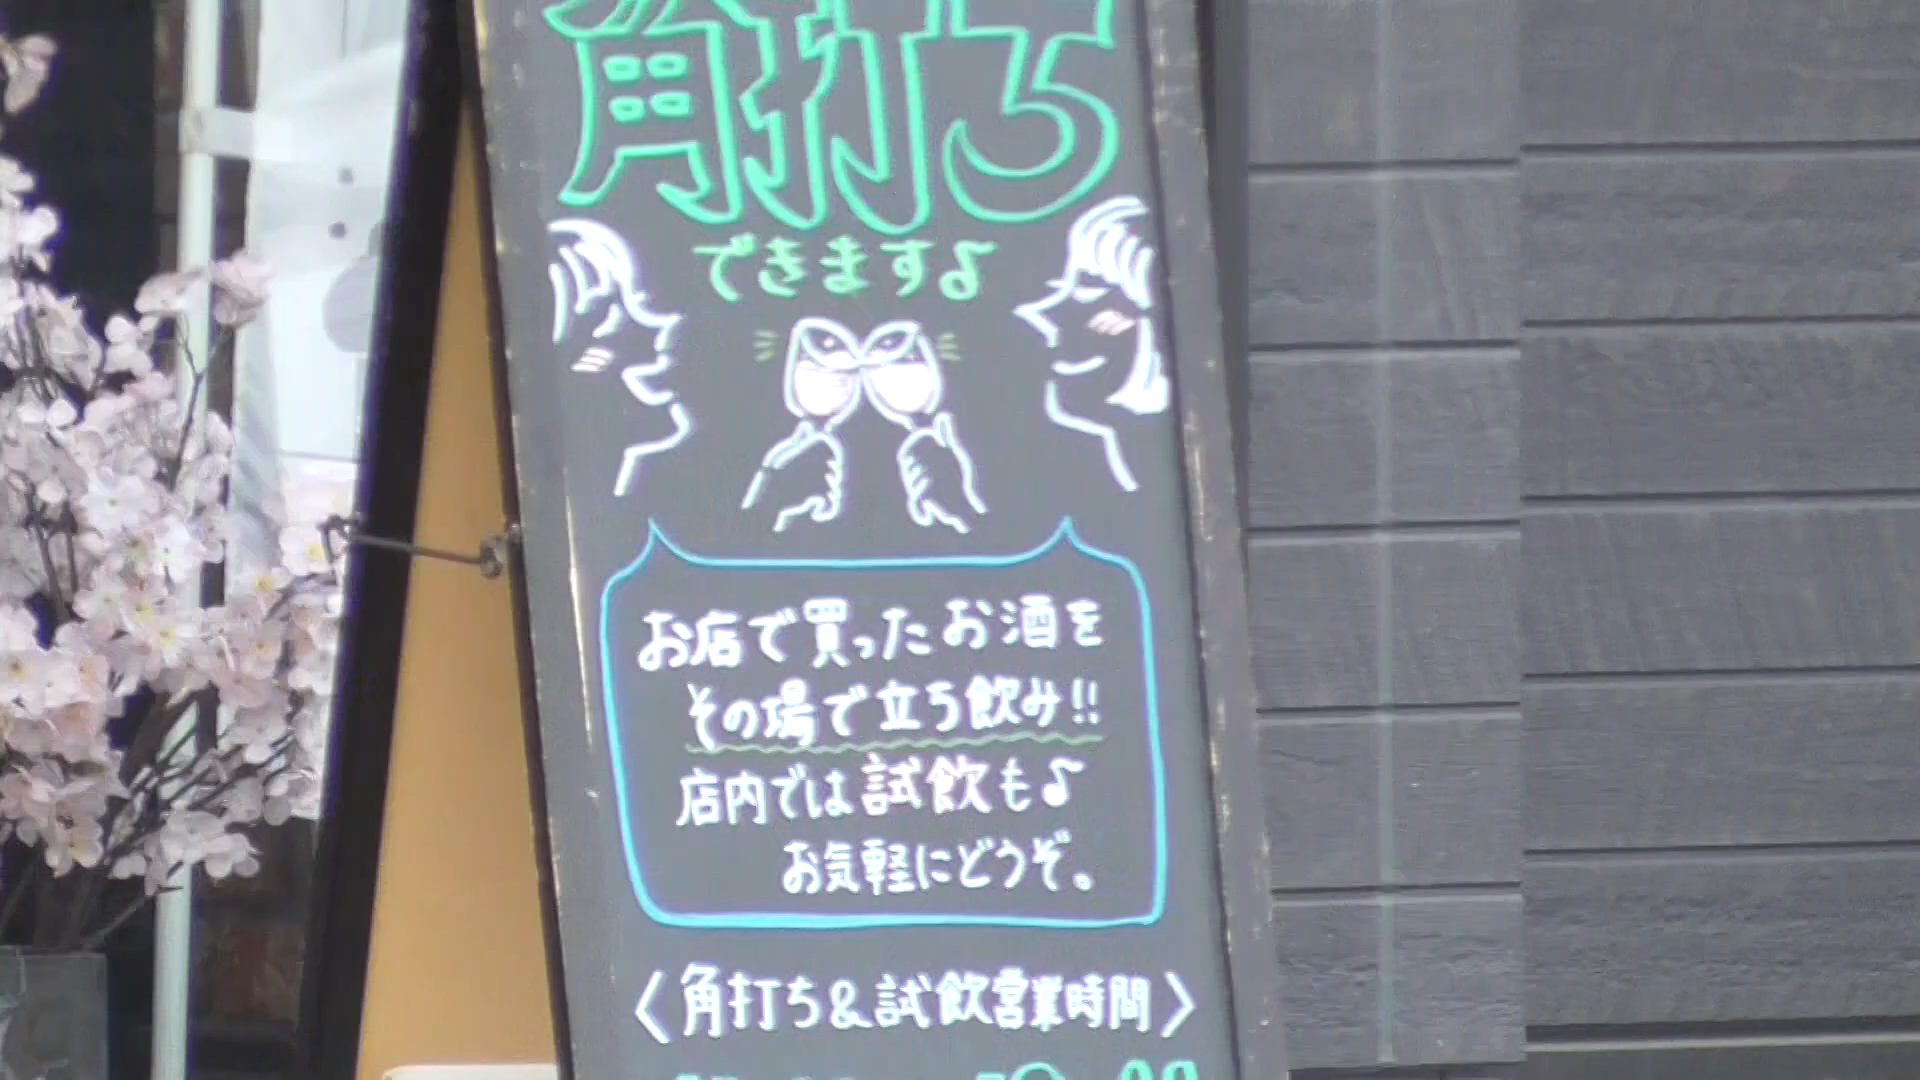 角打ち
できます♪
お店で買ったお酒を
その場で立ち飲み!!
店内では試飲も♪
お気軽にどうぞ。
〈角打ち&試飲営業時間〉